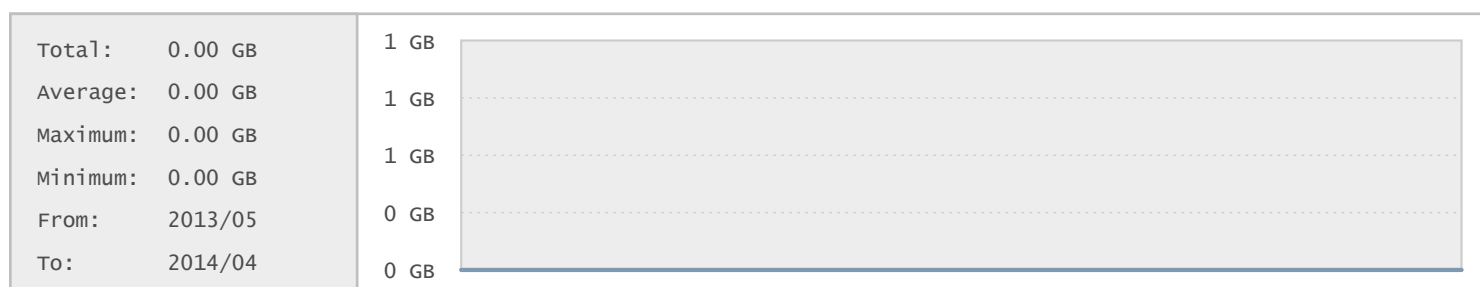 Total: 0.00 GB
Average: 0.00 GB
Maximum: 0.00 GB
Minimum: 0.00 GB
From: 2013/05
To: 2014/04
1 GB
1 GB
1 GB
0 GB
0 GB